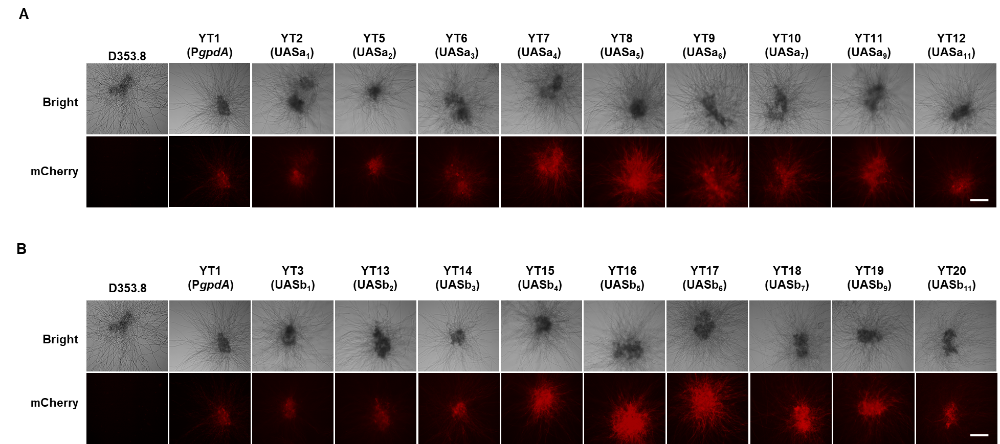 A
D353.8
YT1
(PgpdA)
YT2
(UASa₁)
YT5
(UASa₂)
YT6
(UASa₃)
YT7
(UASa₄)
YT8
(UASa₅)
YT9
(UASa₆)
YT10
(UASa₇)
YT11
(UASa₉)
YT12
(UASa₁₁)
Bright
mCherry
B
D353.8
YT1
(PgpdA)
YT3
(UASb₁)
YT13
(UASb₂)
YT14
(UASb₃)
YT15
(UASb₄)
YT16
(UASb₅)
YT17
(UASb₆)
YT18
(UASb₇)
YT19
(UASb₉)
YT20
(UASb₁₁)
Bright
mCherry